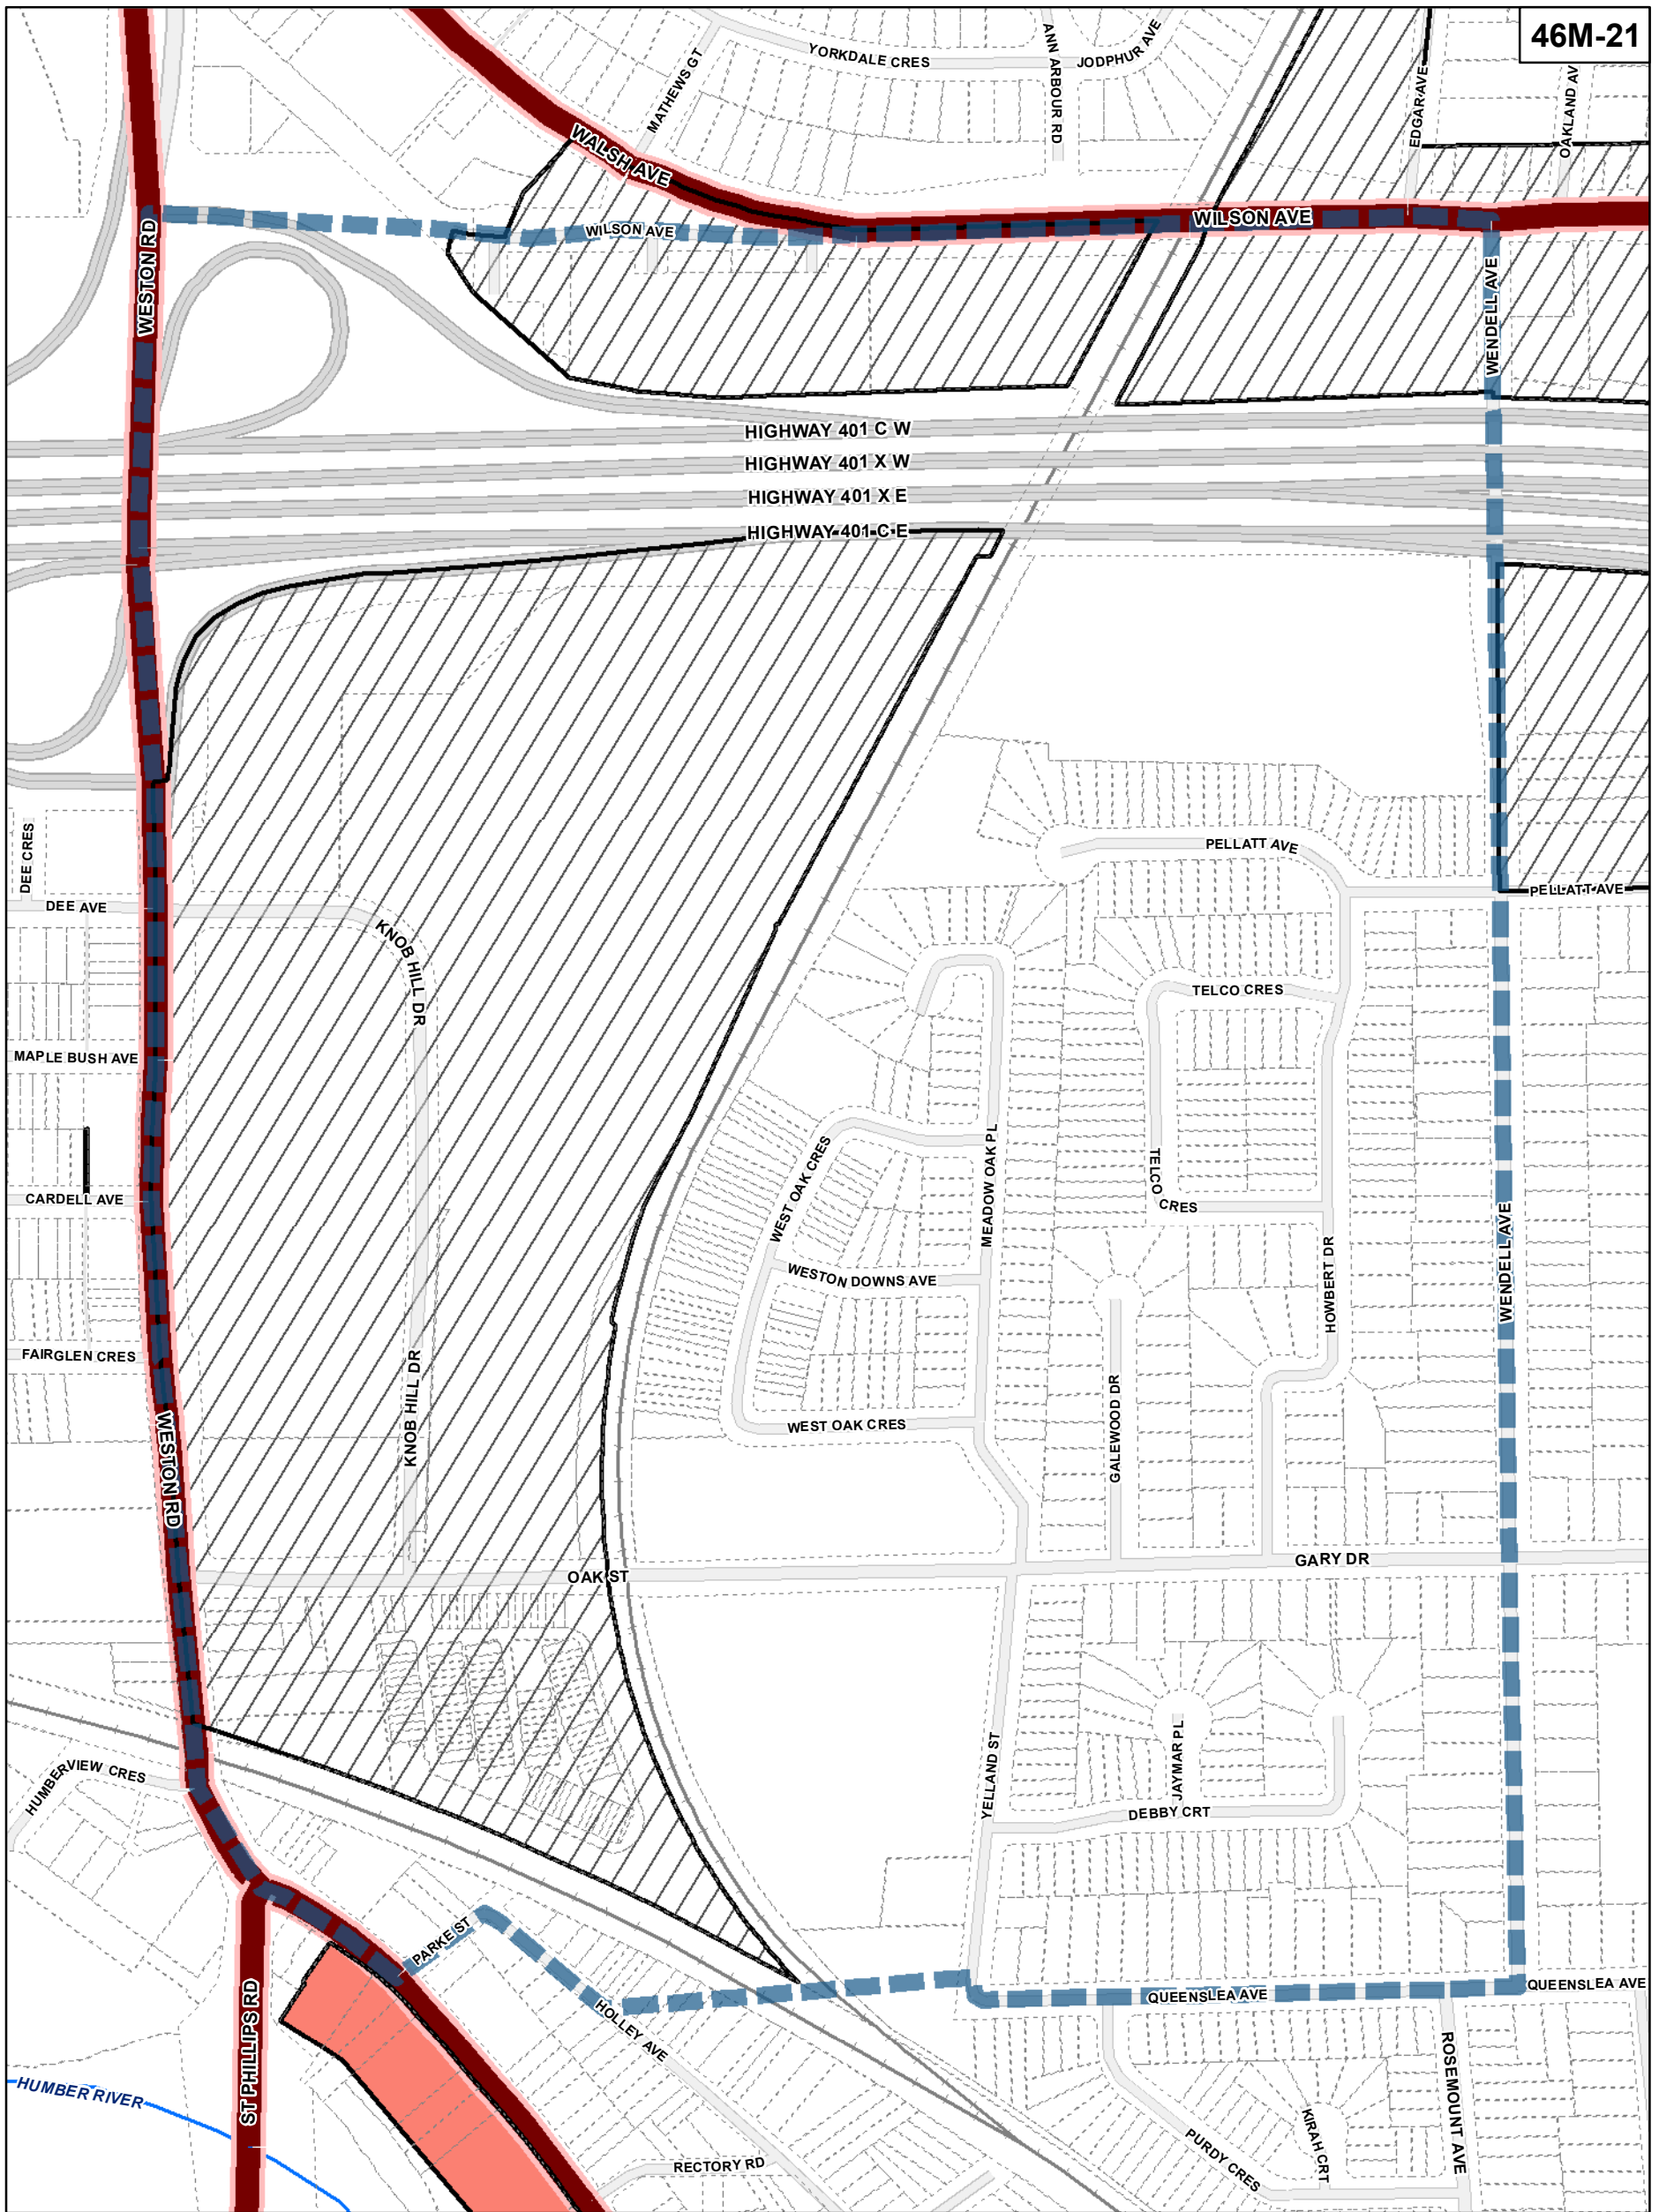 46M-21
YORKDALE CRES
ANN ARBOUR RD
JODPHUR AVE
MATHEWS GT
EDGAR AVE
OAKLAND AV
WALSH AVE
WILSON AVE
WILSON AVE
WESTON RD
WENDELL AVE
HIGHWAY 401 C W
HIGHWAY 401 X W
HIGHWAY 401 X E
HIGHWAY 401 C E
DEE CRES
PELLATT AVE
PELLATT AVE
DEE AVE
KNOB HILL DR
TELCO CRES
MAPLE BUSH AVE
WEST OAK CRES
MEADOW OAK PL
TELCO CRES
CARDELL AVE
WENDELL AVE
HOWBERT DR
WESTON DOWNS AVE
FAIRGLEN CRES
KNOB HILL DR
GALEWOOD DR
WEST OAK CRES
WESTON RD
GARY DR
OAK ST
YELLAND ST
JAYMAR PL
HUMBERVIEW CRES
DEBBY CRT
PARKE ST
QUEENSLEA AVE
QUEENSLEA AVE
ST PHILLIPS RD
HOLLEY AVE
HUMBER RIVER
ROSEMOUNT AVE
KIRAH CRT
PURDY CRES
RECTORY RD